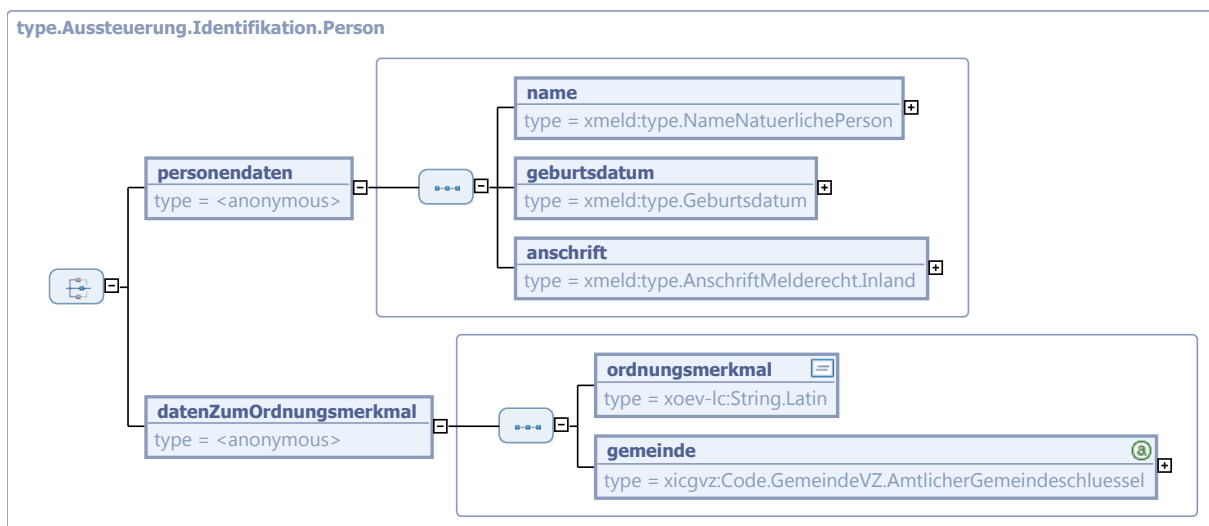 type.Aussteuerung.Identifikation.Person
name
type = xmeld:type.NameNatuerlichePerson
personendaten
type = <anonymous>
geburtsdatum
type = xmeld:type.Geburtsdatum
anschrift
type = xmeld:type.AnschriftMelderecht.Inland
datenZumOrdnungsmerkmal
type = <anonymous>
ordnungsmerkmal
type = xoev-lc:String.Latin
gemeinde
type = xicgvz:Code.GemeindeVZ.AmtlicherGemeindeschluessel